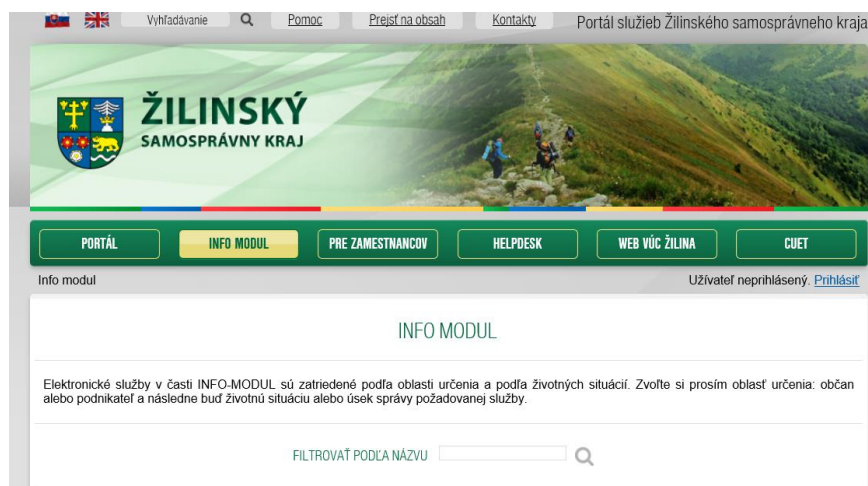 Vyhľadávanie Pomoc Prejsť na obsah Kontakty Portál služieb Žilinského samosprávneho kraja
ŽILINSKÝ
SAMOSPRÁVNY KRAJ
PORTÁL INFO MODUL PRE ZAMESTNANCOV HELPDESK WEB VÚC ŽILINA CUET
Info modul Užívateľ neprihlásený. Prihlásiť
INFO MODUL
Elektronické služby v časti INFO-MODUL sú zatriedené podľa oblasti určenia a podľa životných situácií. Zvoľte si prosím oblasť určenia: občan
alebo podnikateľ a následne buď životnú situáciu alebo úsek správy požadovanej služby.
FILTROVAŤ PODĽA NÁZVU